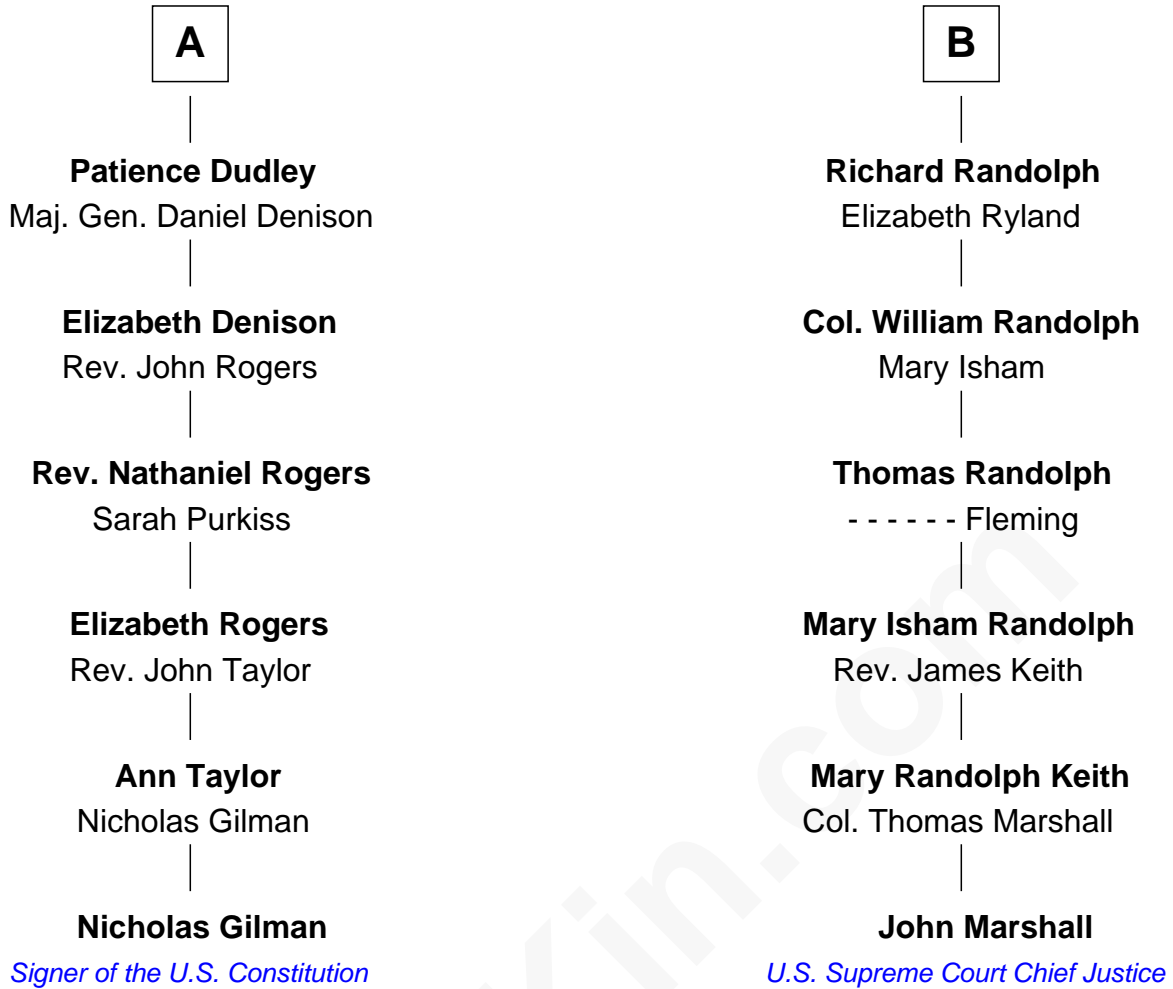 A
Patience Dudley
Maj. Gen. Daniel Denison
Elizabeth Denison
Rev. John Rogers
Rev. Nathaniel Rogers
Sarah Purkiss
Elizabeth Rogers
Rev. John Taylor
Ann Taylor
Nicholas Gilman
Nicholas Gilman
Signer of the U.S. Constitution
B
Richard Randolph
Elizabeth Ryland
Col. William Randolph
Mary Isham
Thomas Randolph
- - - - - - Fleming
Mary Isham Randolph
Rev. James Keith
Mary Randolph Keith
Col. Thomas Marshall
John Marshall
U.S. Supreme Court Chief Justice